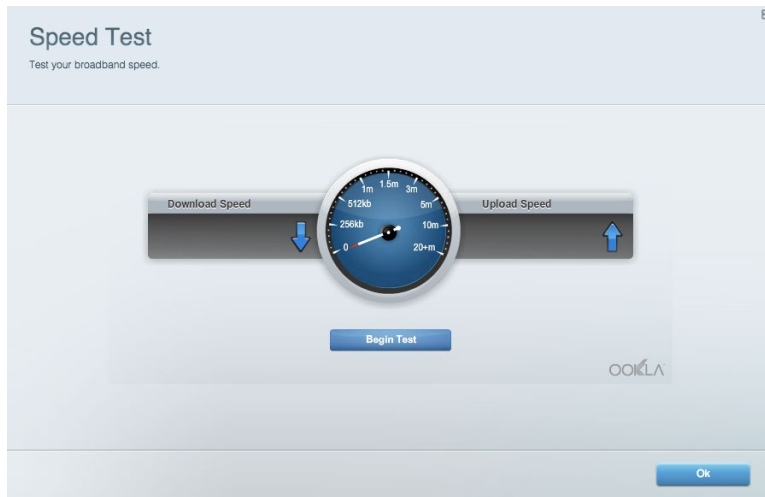 Speed Test
Test your broadband speed.
Download Speed
Upload Speed
0
256kb
512kb
1m
1.5m
3m
5m
10m
20+m
Begin Test
OOKLA
Ok